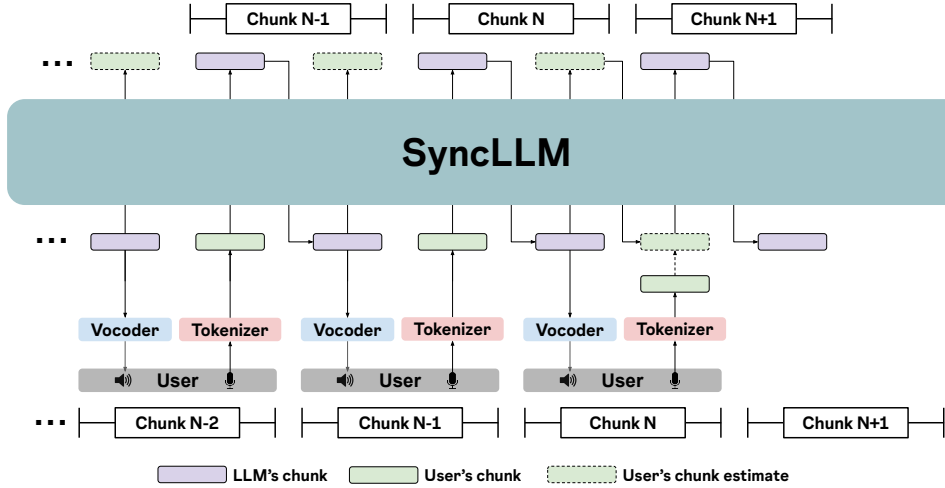 Chunk N-1 Chunk N Chunk N+1
...
SyncLLM
...
Vocoder Tokenizer Vocoder Tokenizer Vocoder Tokenizer
User User User
... Chunk N-2 Chunk N-1 Chunk N Chunk N+1
LLM's chunk User's chunk User's chunk estimate